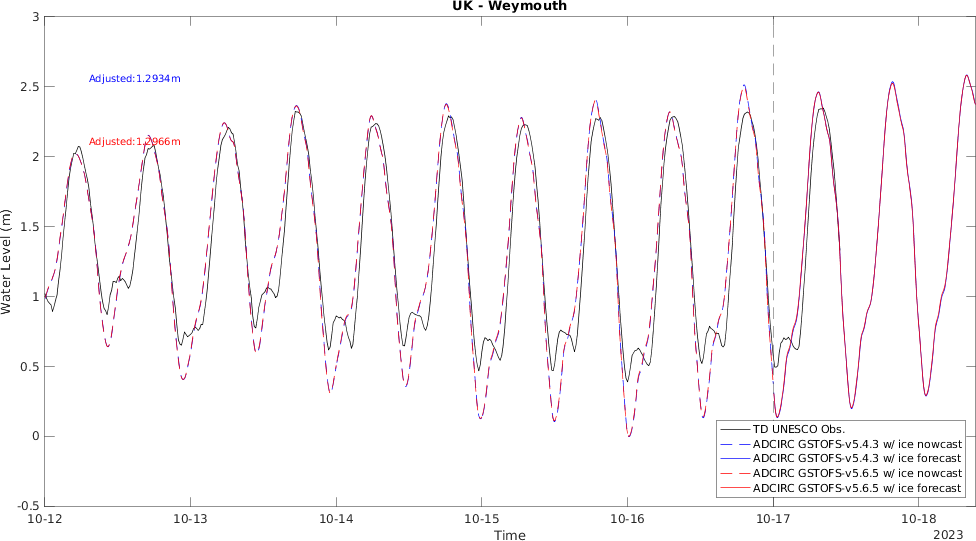 UK - Weymouth
3
2.5
2
1.5
1
0.5
0
-0.5
Water Level (m)
Adjusted:1.2934m
Adjusted:1.2966m
TD UNESCO Obs.
ADCIRC GSTOFS-v5.4.3 w/ ice nowcast
ADCIRC GSTOFS-v5.4.3 w/ ice forecast
ADCIRC GSTOFS-v5.6.5 w/ ice nowcast
ADCIRC GSTOFS-v5.6.5 w/ ice forecast
10-12 10-13 10-14 10-15 10-16 10-17 10-18
Time
2023